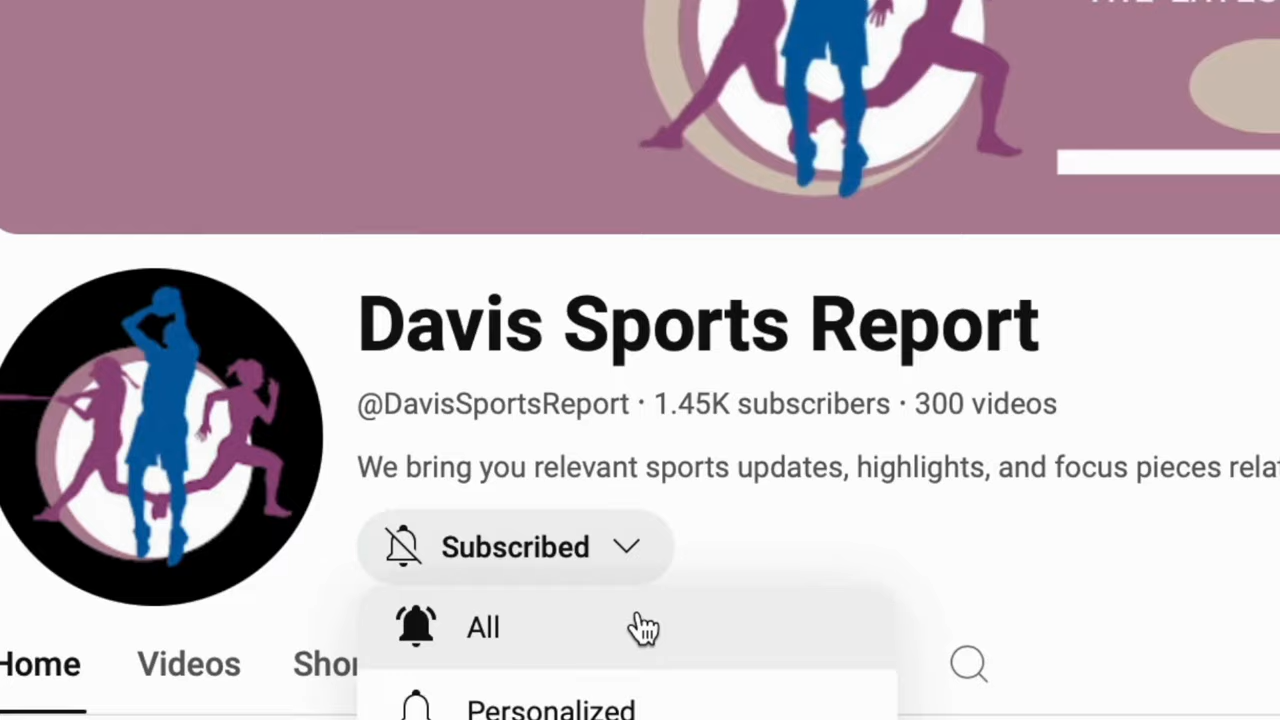 Davis Sports Report
@DavisSportsReport · 1.45K subscribers · 300 videos
We bring you relevant sports updates, highlights, and focus pieces
Subscribed
All
Home Videos
Personalized